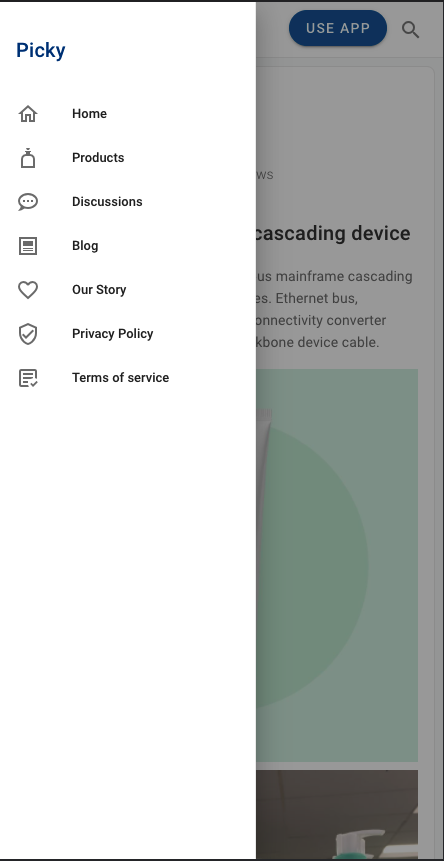 USE APP
Picky
Home
Products
ws
Discussions
cascading device
Blog
us mainframe cascading
Our Story
es. Ethernet bus,
onnectivity converter
Privacy Policy
kbone device cable.
Terms of service